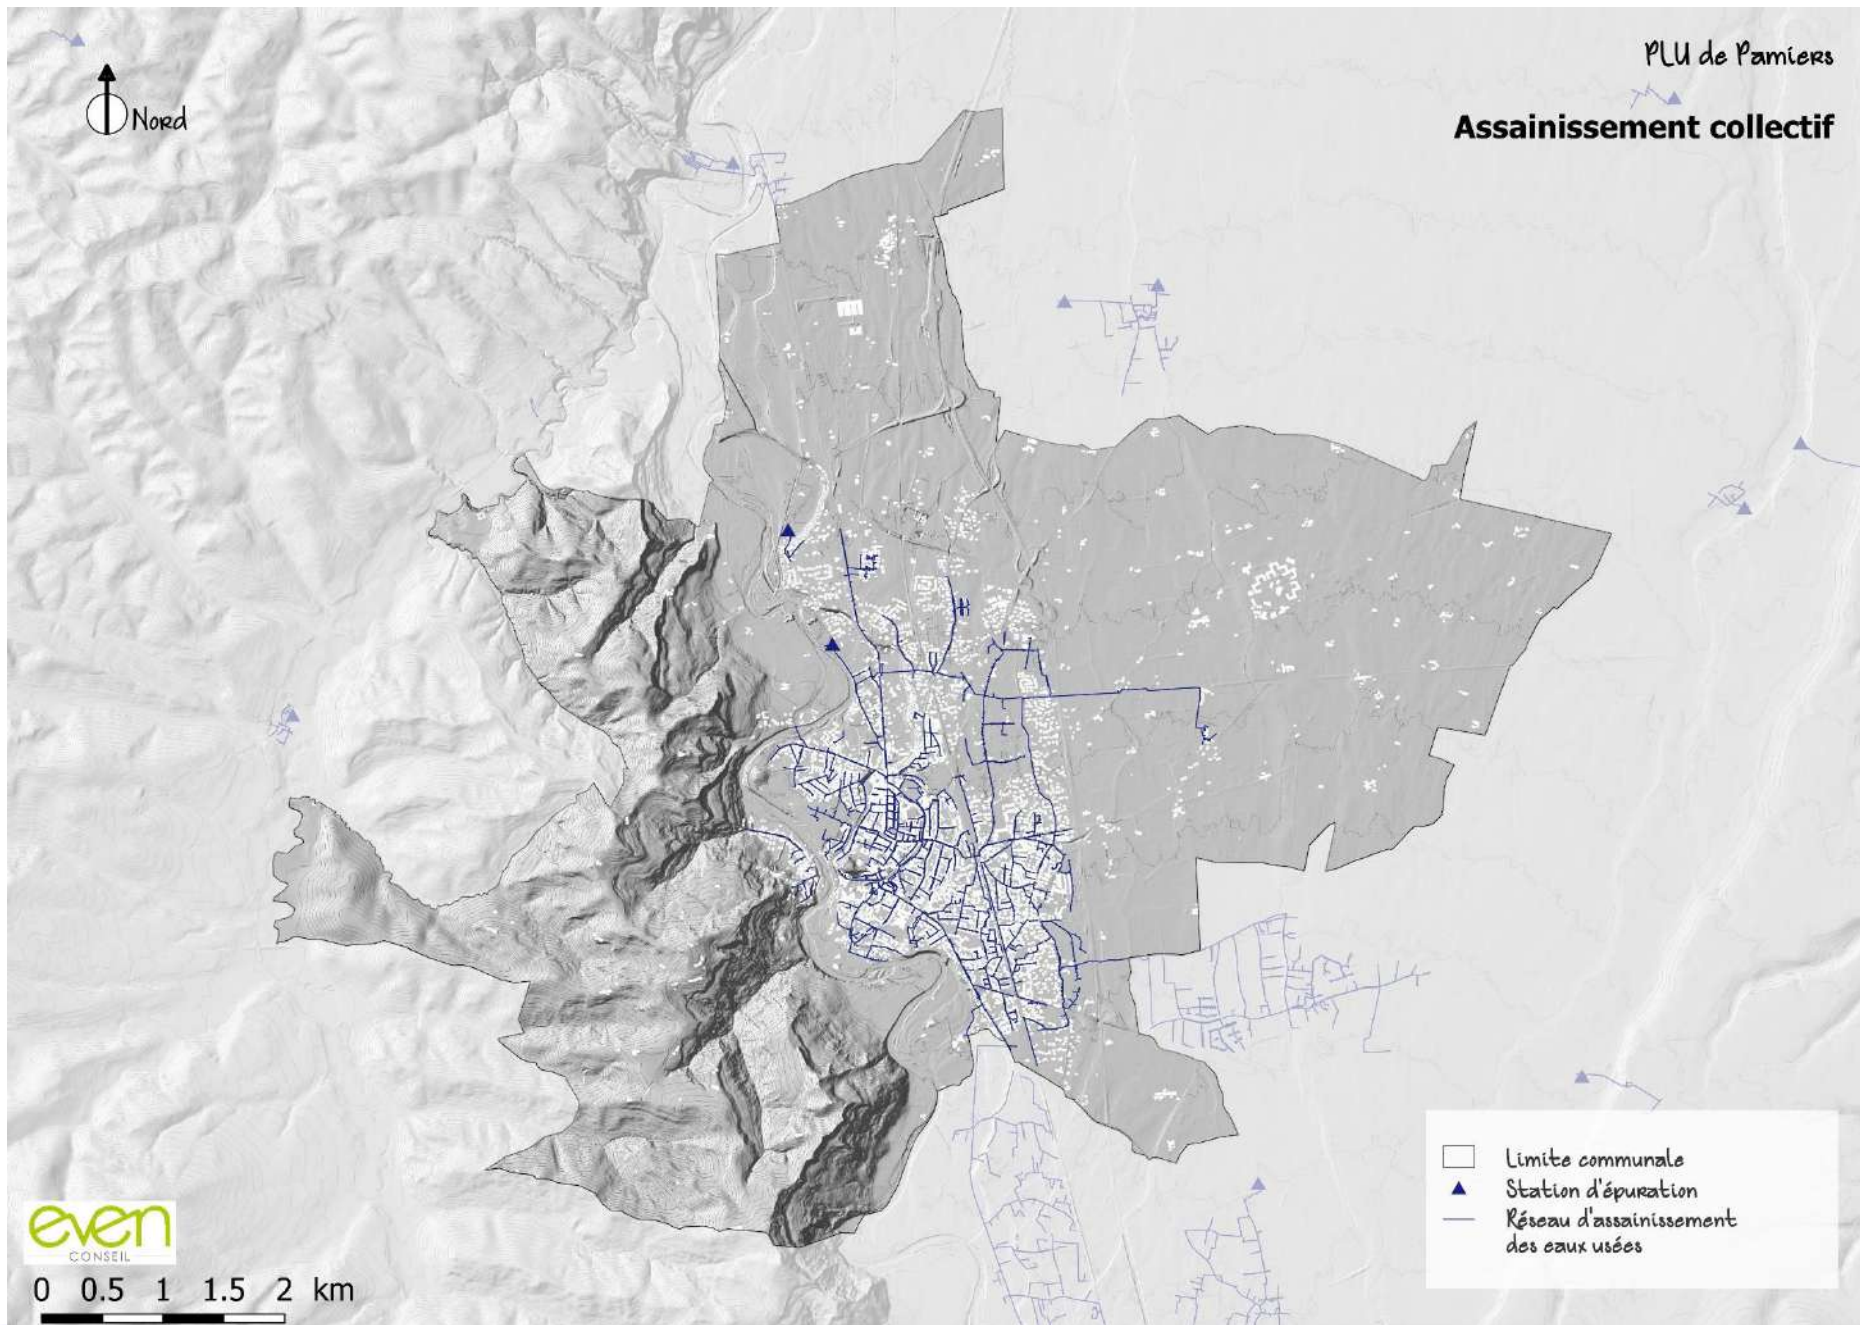 PLU de Pamiers
Assainissement collectif
Nord
Limite communale
Station d'épuration
Réseau d'assainissement
des eaux usées
even
CONSEIL
0 0.5 1 1.5 2 km